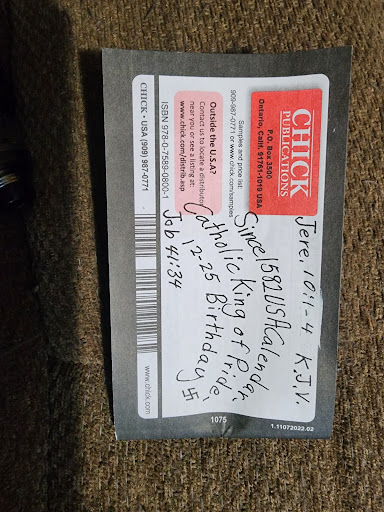 CHICK
PUBLICATIONS
P.O. Box 3500
Ontario, Calif. 91761-1019 USA
Samples and price list:
909-987-0771 or www.chick.com/samples
Outside the U.S.A?
Contact us to locate a distributor
near you or see a listing at:
www.chick.com/distrib.asp
ISBN 978-0-7589-0800-1
CHICK • USA (909) 987-0771
www.chick.com
1075
1.11072022.02
Jere. 10:1-4 K.J.V.
Since 1582 USA Calendar,
Catholic King of Pride,
12-25 Birthday 卐
Job 41:34